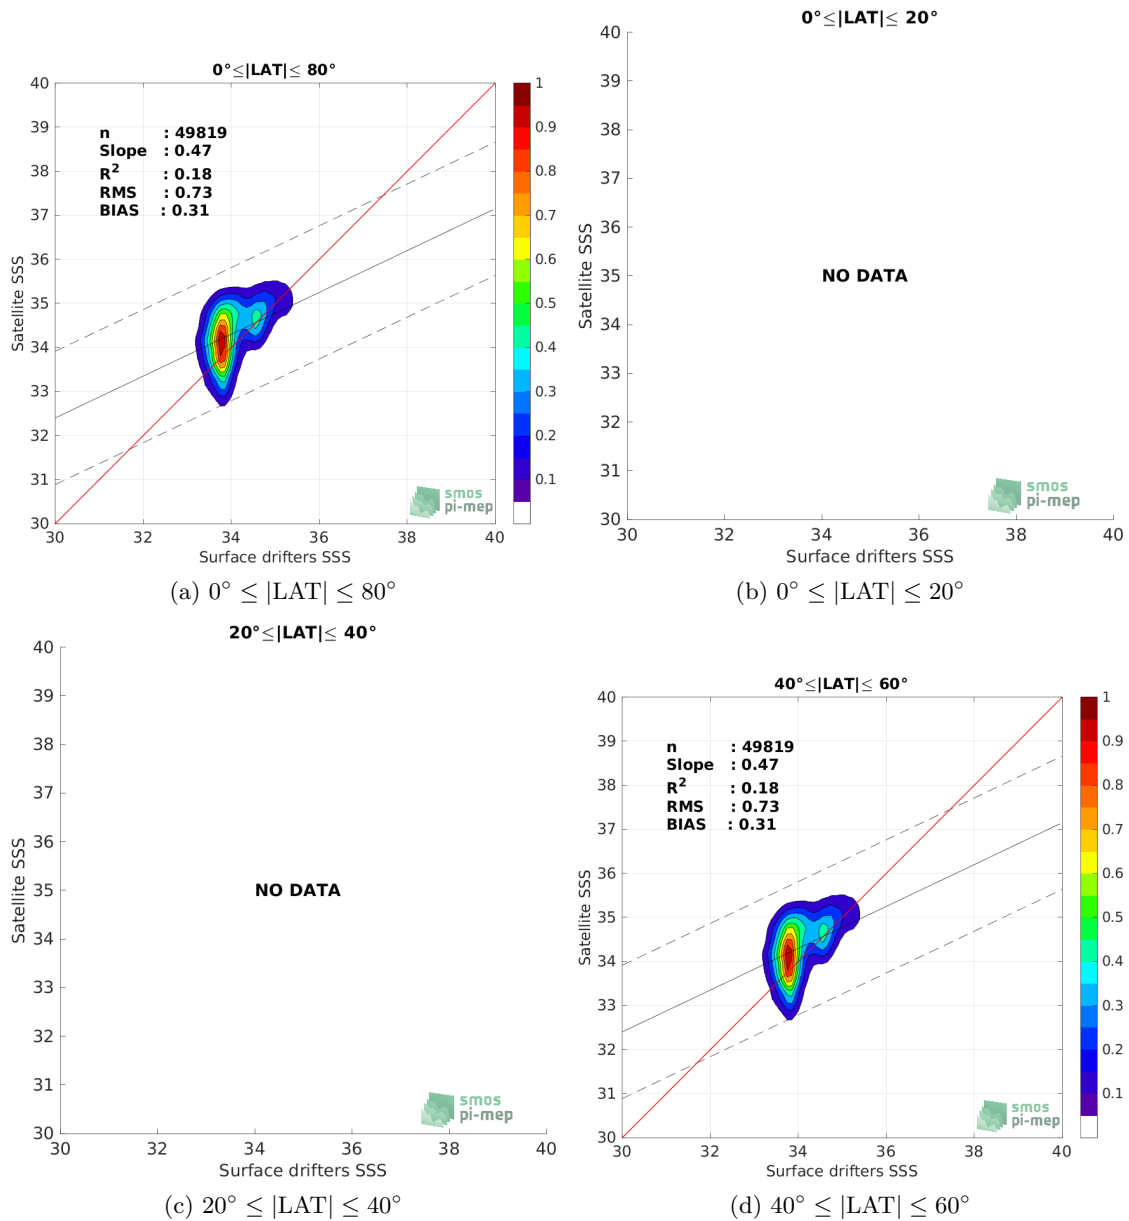 0°≤|LAT|≤ 80°
40
39
38
37
36
35
34
33
32
31
30
Satellite SSS
n : 49819
Slope : 0.47
R² : 0.18
RMS : 0.73
BIAS : 0.31
smos
pi-mep
30 32 34 36 38 40
Surface drifters SSS
1
0.9
0.8
0.7
0.6
0.5
0.4
0.3
0.2
0.1
(a) 0° ≤ |LAT| ≤ 80°
0°≤|LAT|≤ 20°
40
39
38
37
36
35
34
33
32
31
30
Satellite SSS
NO DATA
smos
pi-mep
30 32 34 36 38 40
Surface drifters SSS
(b) 0° ≤ |LAT| ≤ 20°
20°≤|LAT|≤ 40°
40
39
38
37
36
35
34
33
32
31
30
Satellite SSS
NO DATA
smos
pi-mep
30 32 34 36 38 40
Surface drifters SSS
(c) 20° ≤ |LAT| ≤ 40°
40°≤|LAT|≤ 60°
40
39
38
37
36
35
34
33
32
31
30
Satellite SSS
n : 49819
Slope : 0.47
R² : 0.18
RMS : 0.73
BIAS : 0.31
smos
pi-mep
30 32 34 36 38 40
Surface drifters SSS
1
0.9
0.8
0.7
0.6
0.5
0.4
0.3
0.2
0.1
(d) 40° ≤ |LAT| ≤ 60°